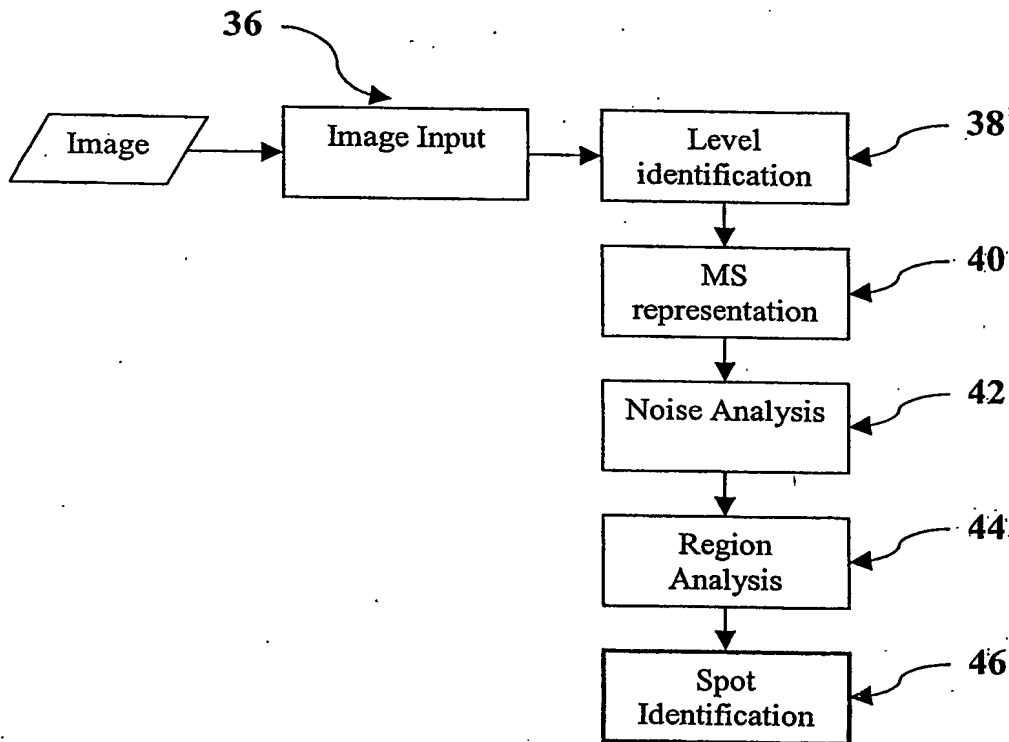 36
Image
Image Input
Level
identification
38
MS
representation
40
Noise Analysis
42
Region
Analysis
44
Spot
Identification
46